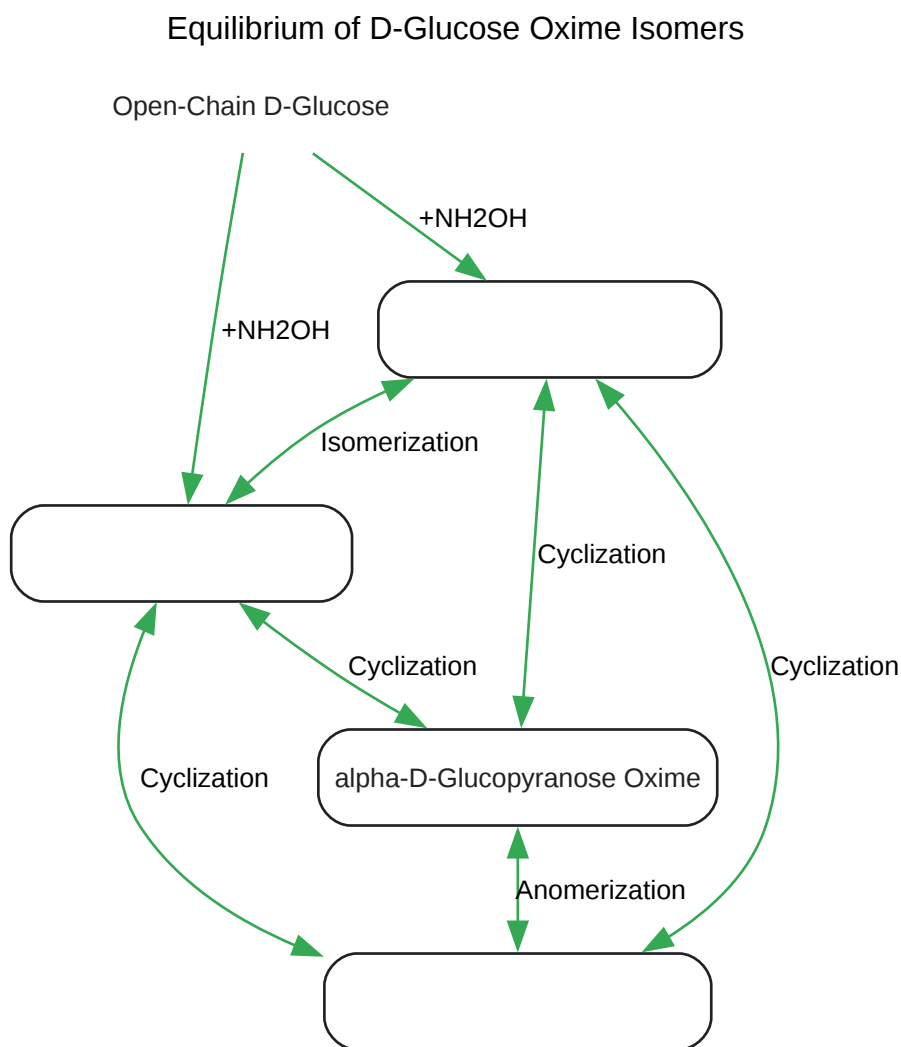 Equilibrium of D-Glucose Oxime Isomers
Open-Chain D-Glucose
+NH2OH
+NH2OH
Isomerization
Cyclization
Cyclization
Cyclization
Cyclization
alpha-D-Glucopyranose Oxime
Anomerization